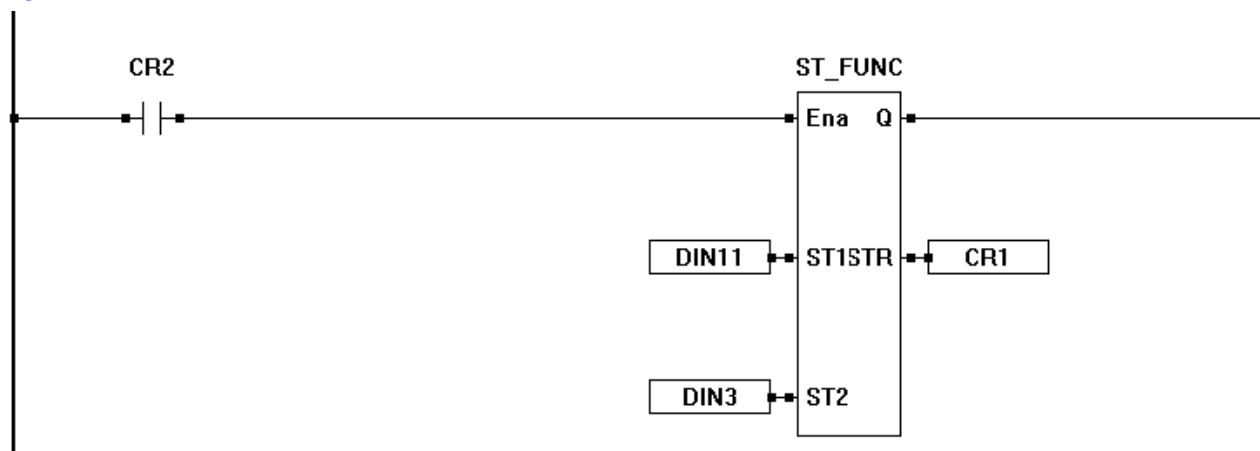 CR2 ST_FUNC
Ena Q
DIN11 ST1STR CR1
DIN3 ST2